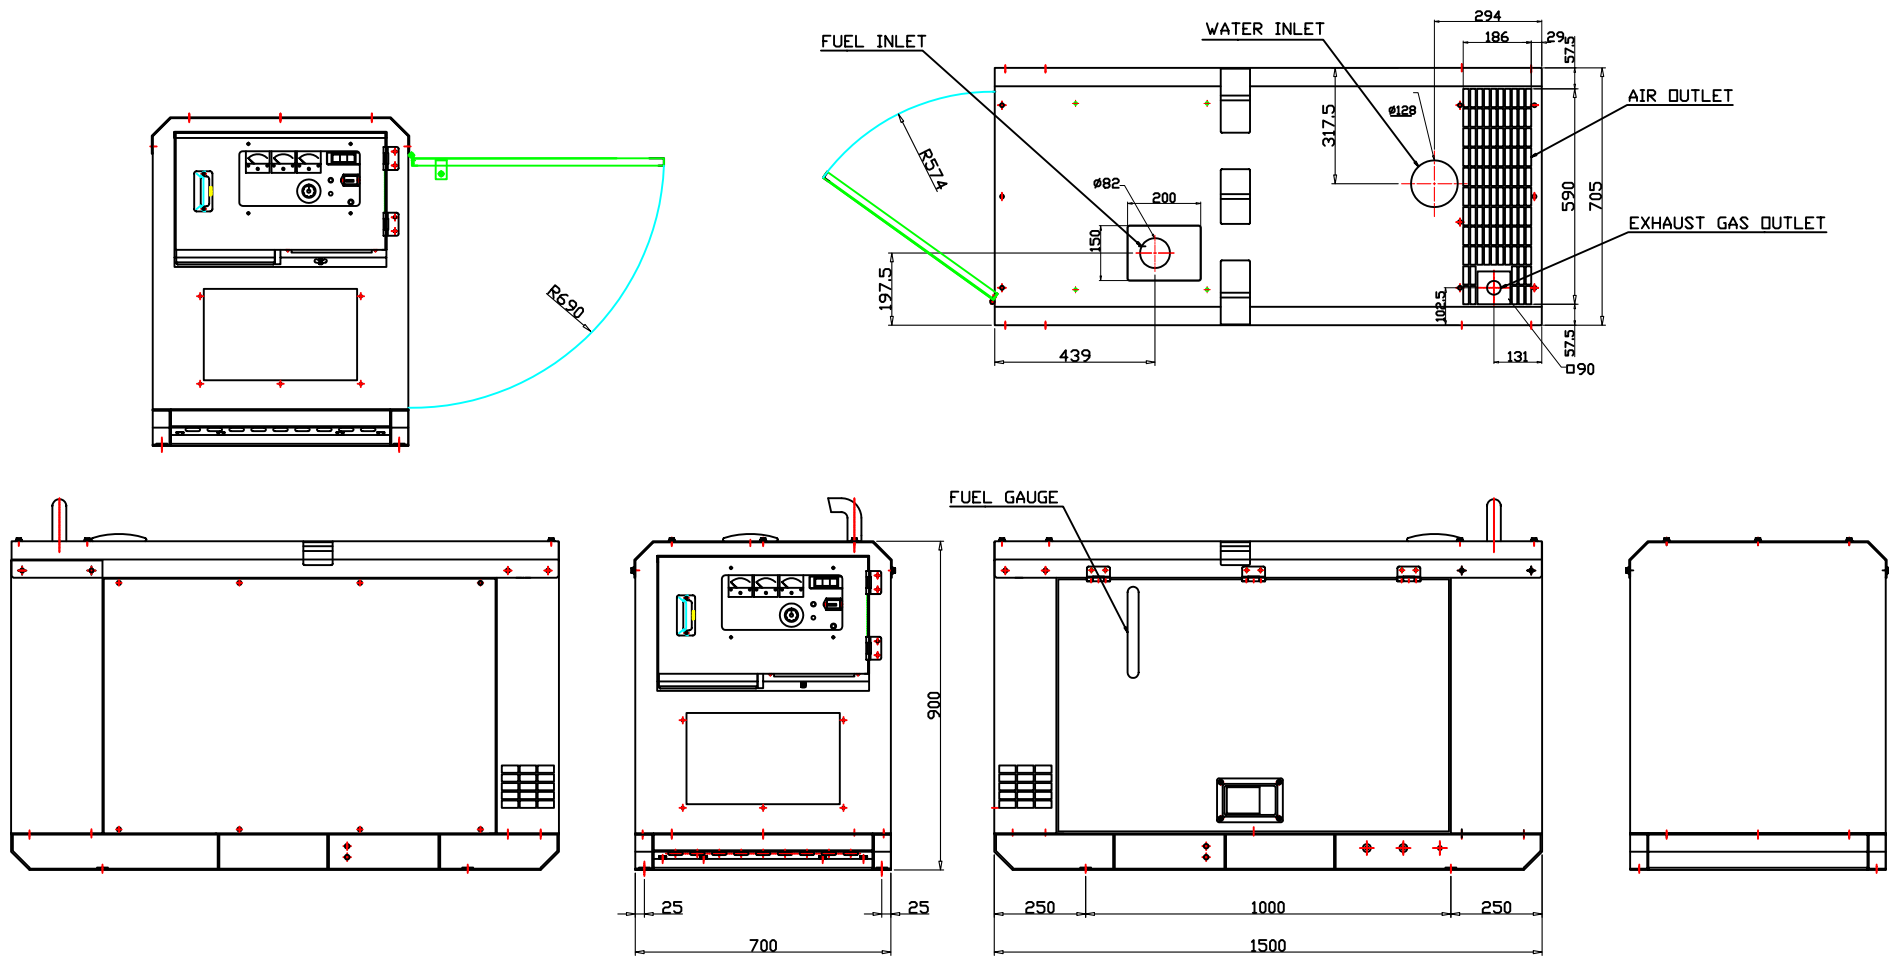 294
WATER INLET
186
29
57.5
FUEL INLET
AIR OUTLET
ø128
317.5
R574
590
705
ø82
200
150
EXHAUST GAS OUTLET
197.5
R690
102.5
57.5
439
131
□90
FUEL GAUGE
900
25
25
250
1000
250
700
1500